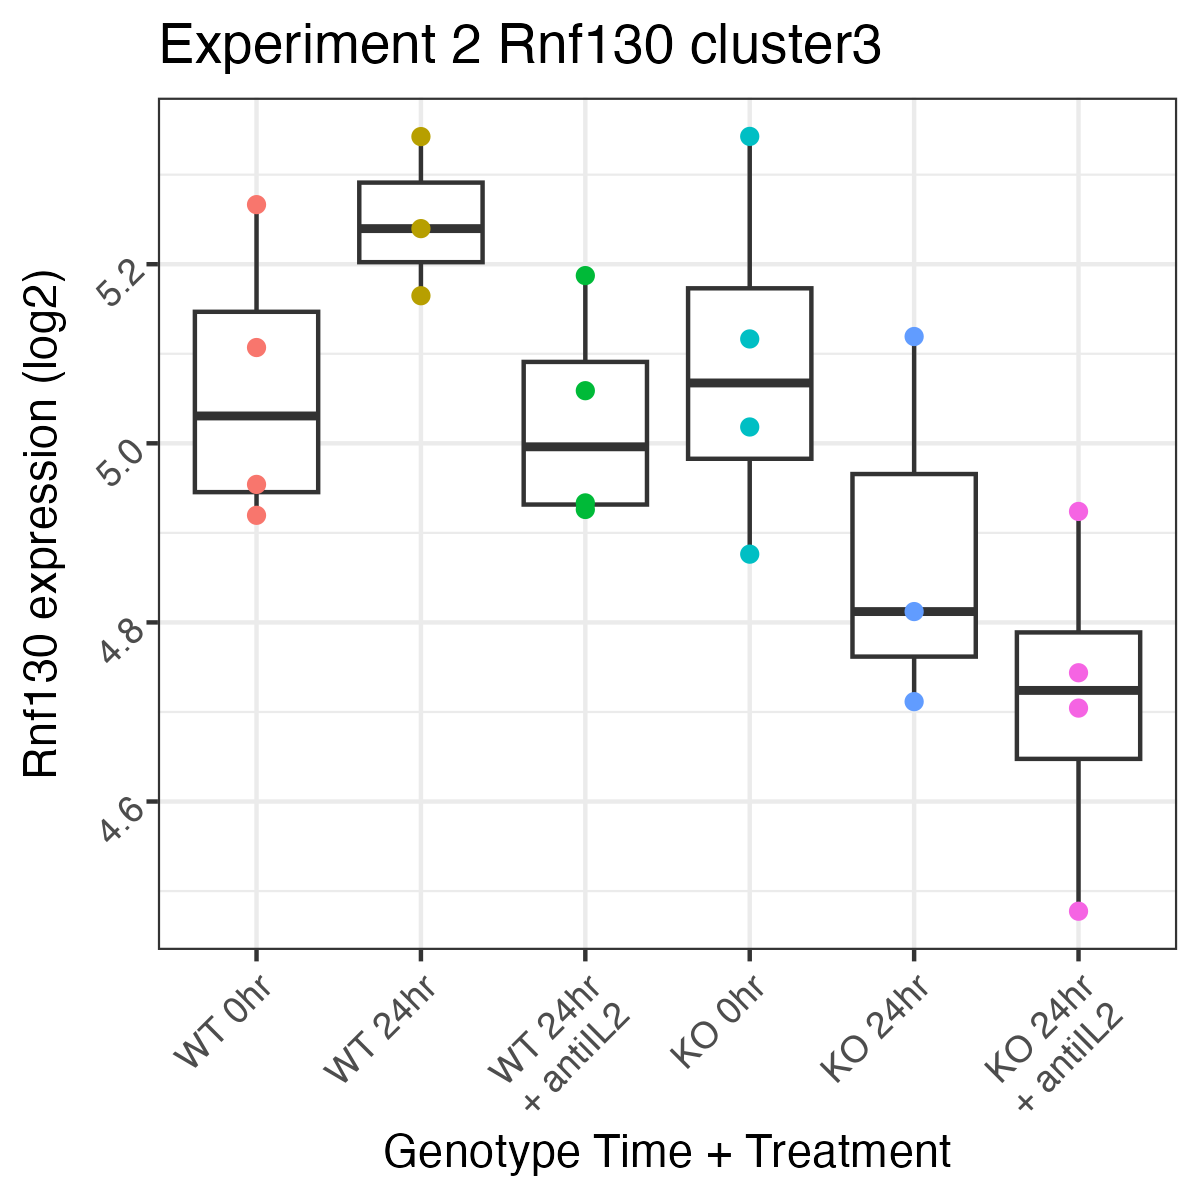 Experiment 2 Rnf130 cluster3
Rnf130 expression (log2)
5.2
5.0
4.8
4.6
WT 0hr
WT 24hr
WT 24hr
+ antiIL2
KO 0hr
KO 24hr
KO 24hr
+ antiIL2
Genotype Time + Treatment